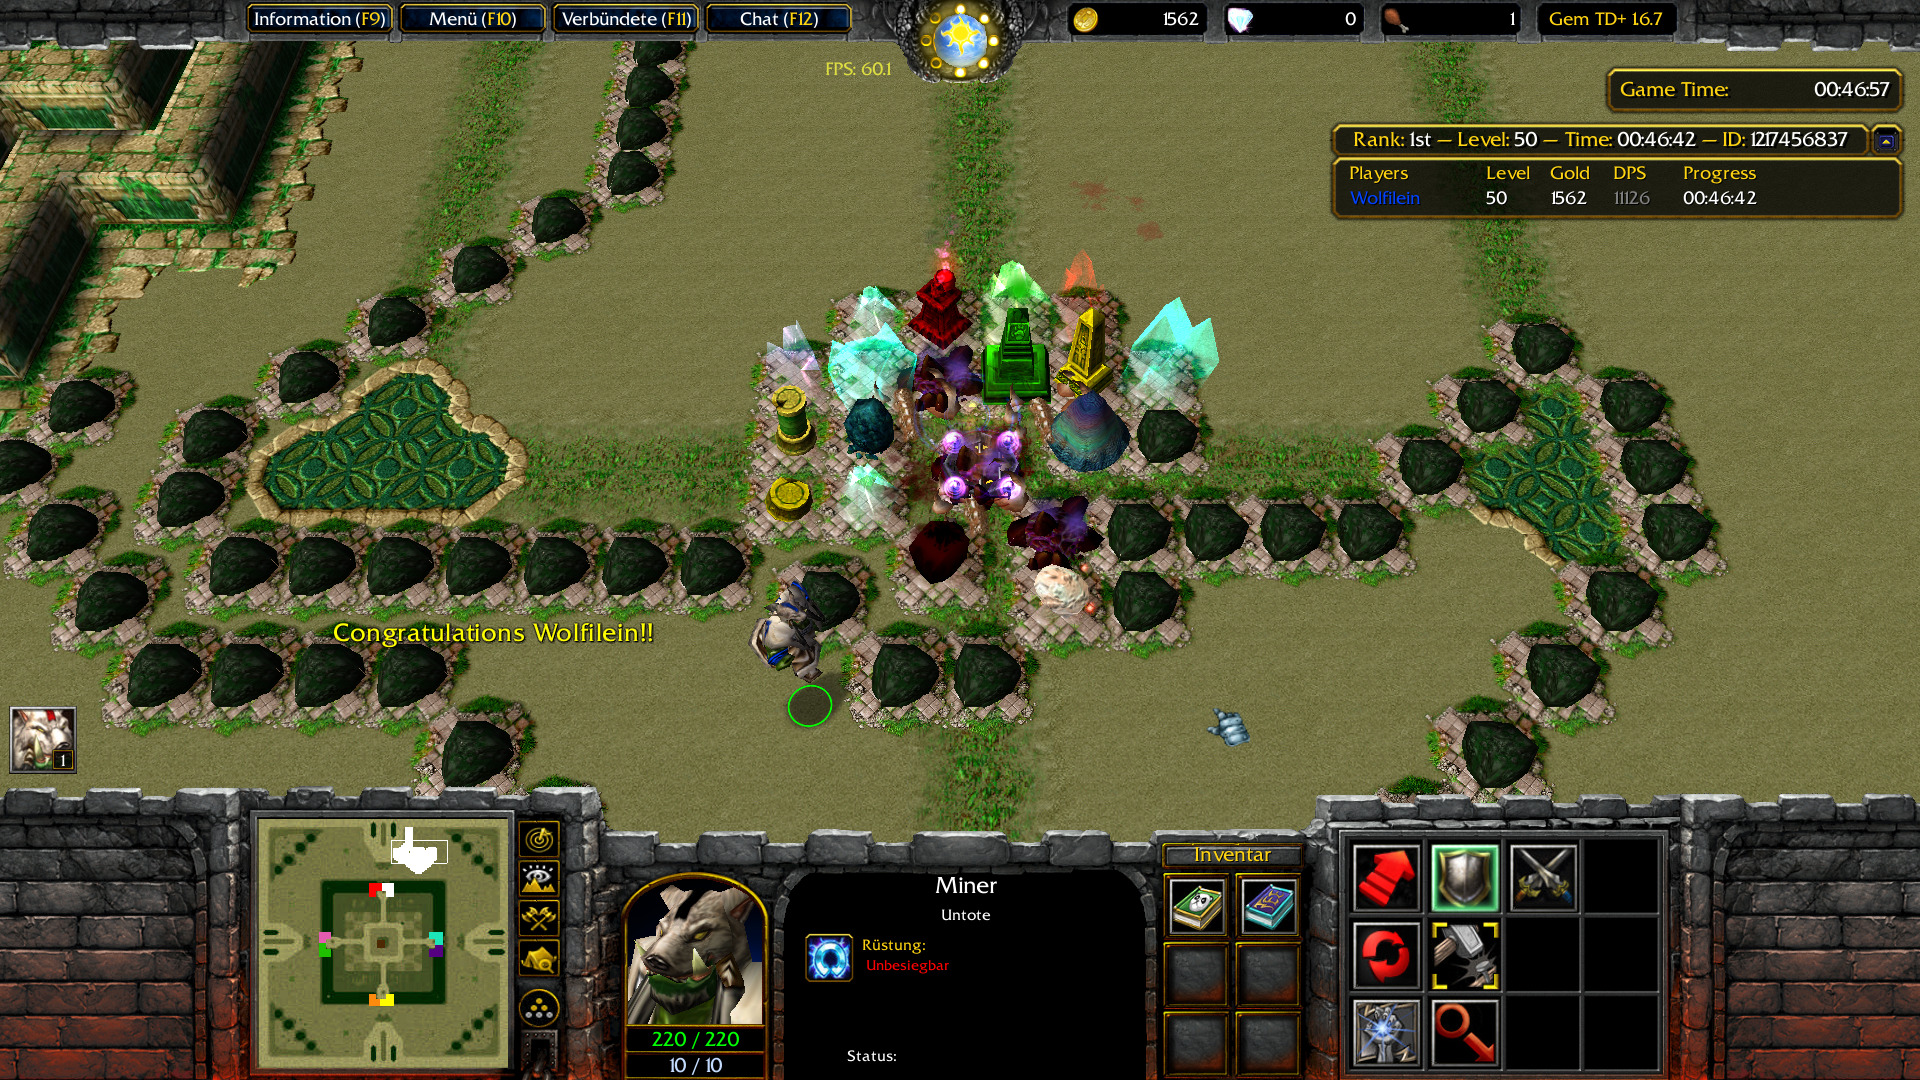 Information (F9)
Menü (F10)
Verbündete (F11)
Chat (F12)
1562
0
1
Gem TD+ 16.7
FPS: 60.1
Game Time: 00:46:57
Rank: 1st – Level: 50 – Time: 00:46:42 – ID: 1217456837
Players Level Gold DPS Progress
Wolfilein 50 1562 11126 00:46:42
Congratulations Wolfilein!!
1
Miner
Untote
Rüstung:
Unbesiegbar
Status:
220 / 220
10 / 10
Inventar